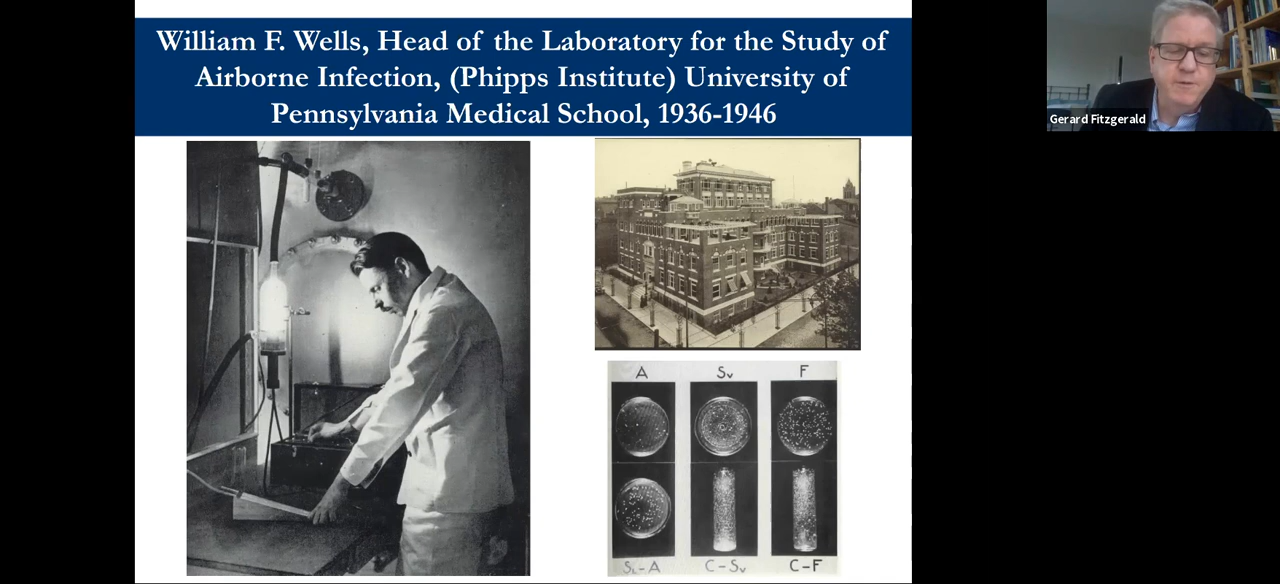 William F. Wells, Head of the Laboratory for the Study of
Airborne Infection, (Phipps Institute) University of
Pennsylvania Medical School, 1936-1946
Gerard Fitzgerald
A Sv F
SL-A C-Sv C-F